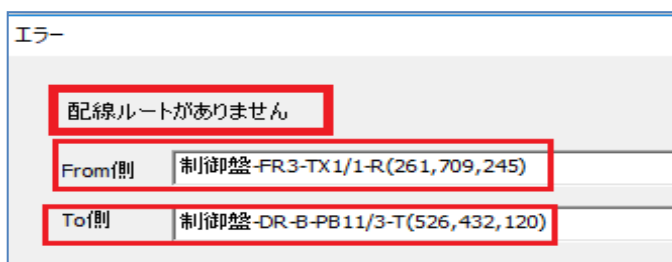 エラー
配線ルートがありません
From側 制御盤-FR3-TX1/1-R(261,709,245)
To側 制御盤-DR-B-PB11/3-T(526,432,120)